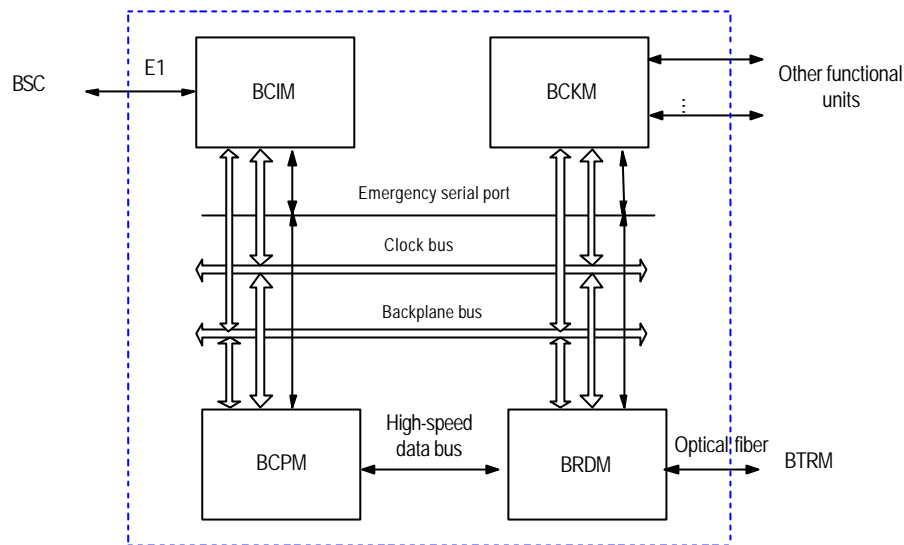 E1
BSC
BCIM
BCKM
Other functional
units
⋮
Emergency serial port
Clock bus
Backplane bus
High-speed
data bus
BCPM
BRDM
Optical fiber
BTRM